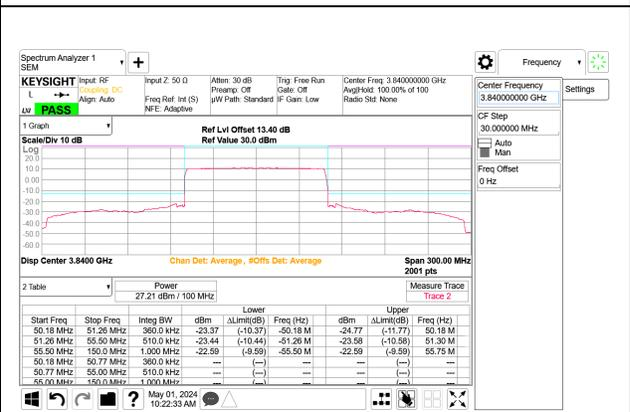 Spectrum Analyzer 1
SEM
Frequency
KEYSIGHT Input: RF Input Z: 50 Ω Atten: 30 dB Trig: Free Run Center Freq: 3.840000000 GHz
Coupling: DC Preamp: Off Gate: Off Avg|Hold: 100.00% of 100
Align: Auto Freq Ref: Int (S) µW Path: Standard IF Gain: Low Radio Std: None
NFE: Adaptive
L
LXI PASS
Center Frequency
3.840000000 GHz
Settings
CF Step
30.000000 MHz
Auto
Man
Freq Offset
0 Hz
1 Graph
Ref Lvl Offset 13.40 dB
Scale/Div 10 dB Ref Value 30.0 dBm
Log
20.0
10.0
0.00
-10.0
-20.0
-30.0
-40.0
-50.0
-60.0
Disp Center 3.8400 GHz Chan Det: Average, #Offs Det: Average Span 300.00 MHz
2001 pts
2 Table
Power
27.21 dBm / 100 MHz
Measure Trace
Trace 2
Lower Upper
Start Freq Stop Freq Integ BW dBm ΔLimit(dB) Freq (Hz) dBm ΔLimit(dB) Freq (Hz)
50.18 MHz 51.26 MHz 360.0 kHz -23.37 (-10.37) -50.18 M -24.77 (-11.77) 50.18 M
51.26 MHz 55.50 MHz 510.0 kHz -23.44 (-10.44) -51.26 M -23.58 (-10.58) 51.30 M
55.50 MHz 150.0 MHz 1.000 MHz -22.59 (-9.59) -55.50 M -22.59 (-9.59) 55.75 M
50.18 MHz 50.77 MHz 360.0 kHz --- (---) --- (---)
50.77 MHz 55.00 MHz 510.0 kHz --- (---) --- (---)
55.00 MHz 150.0 MHz 1.000 MHz --- (---) --- (---)
May 01, 2024
10:22:33 AM